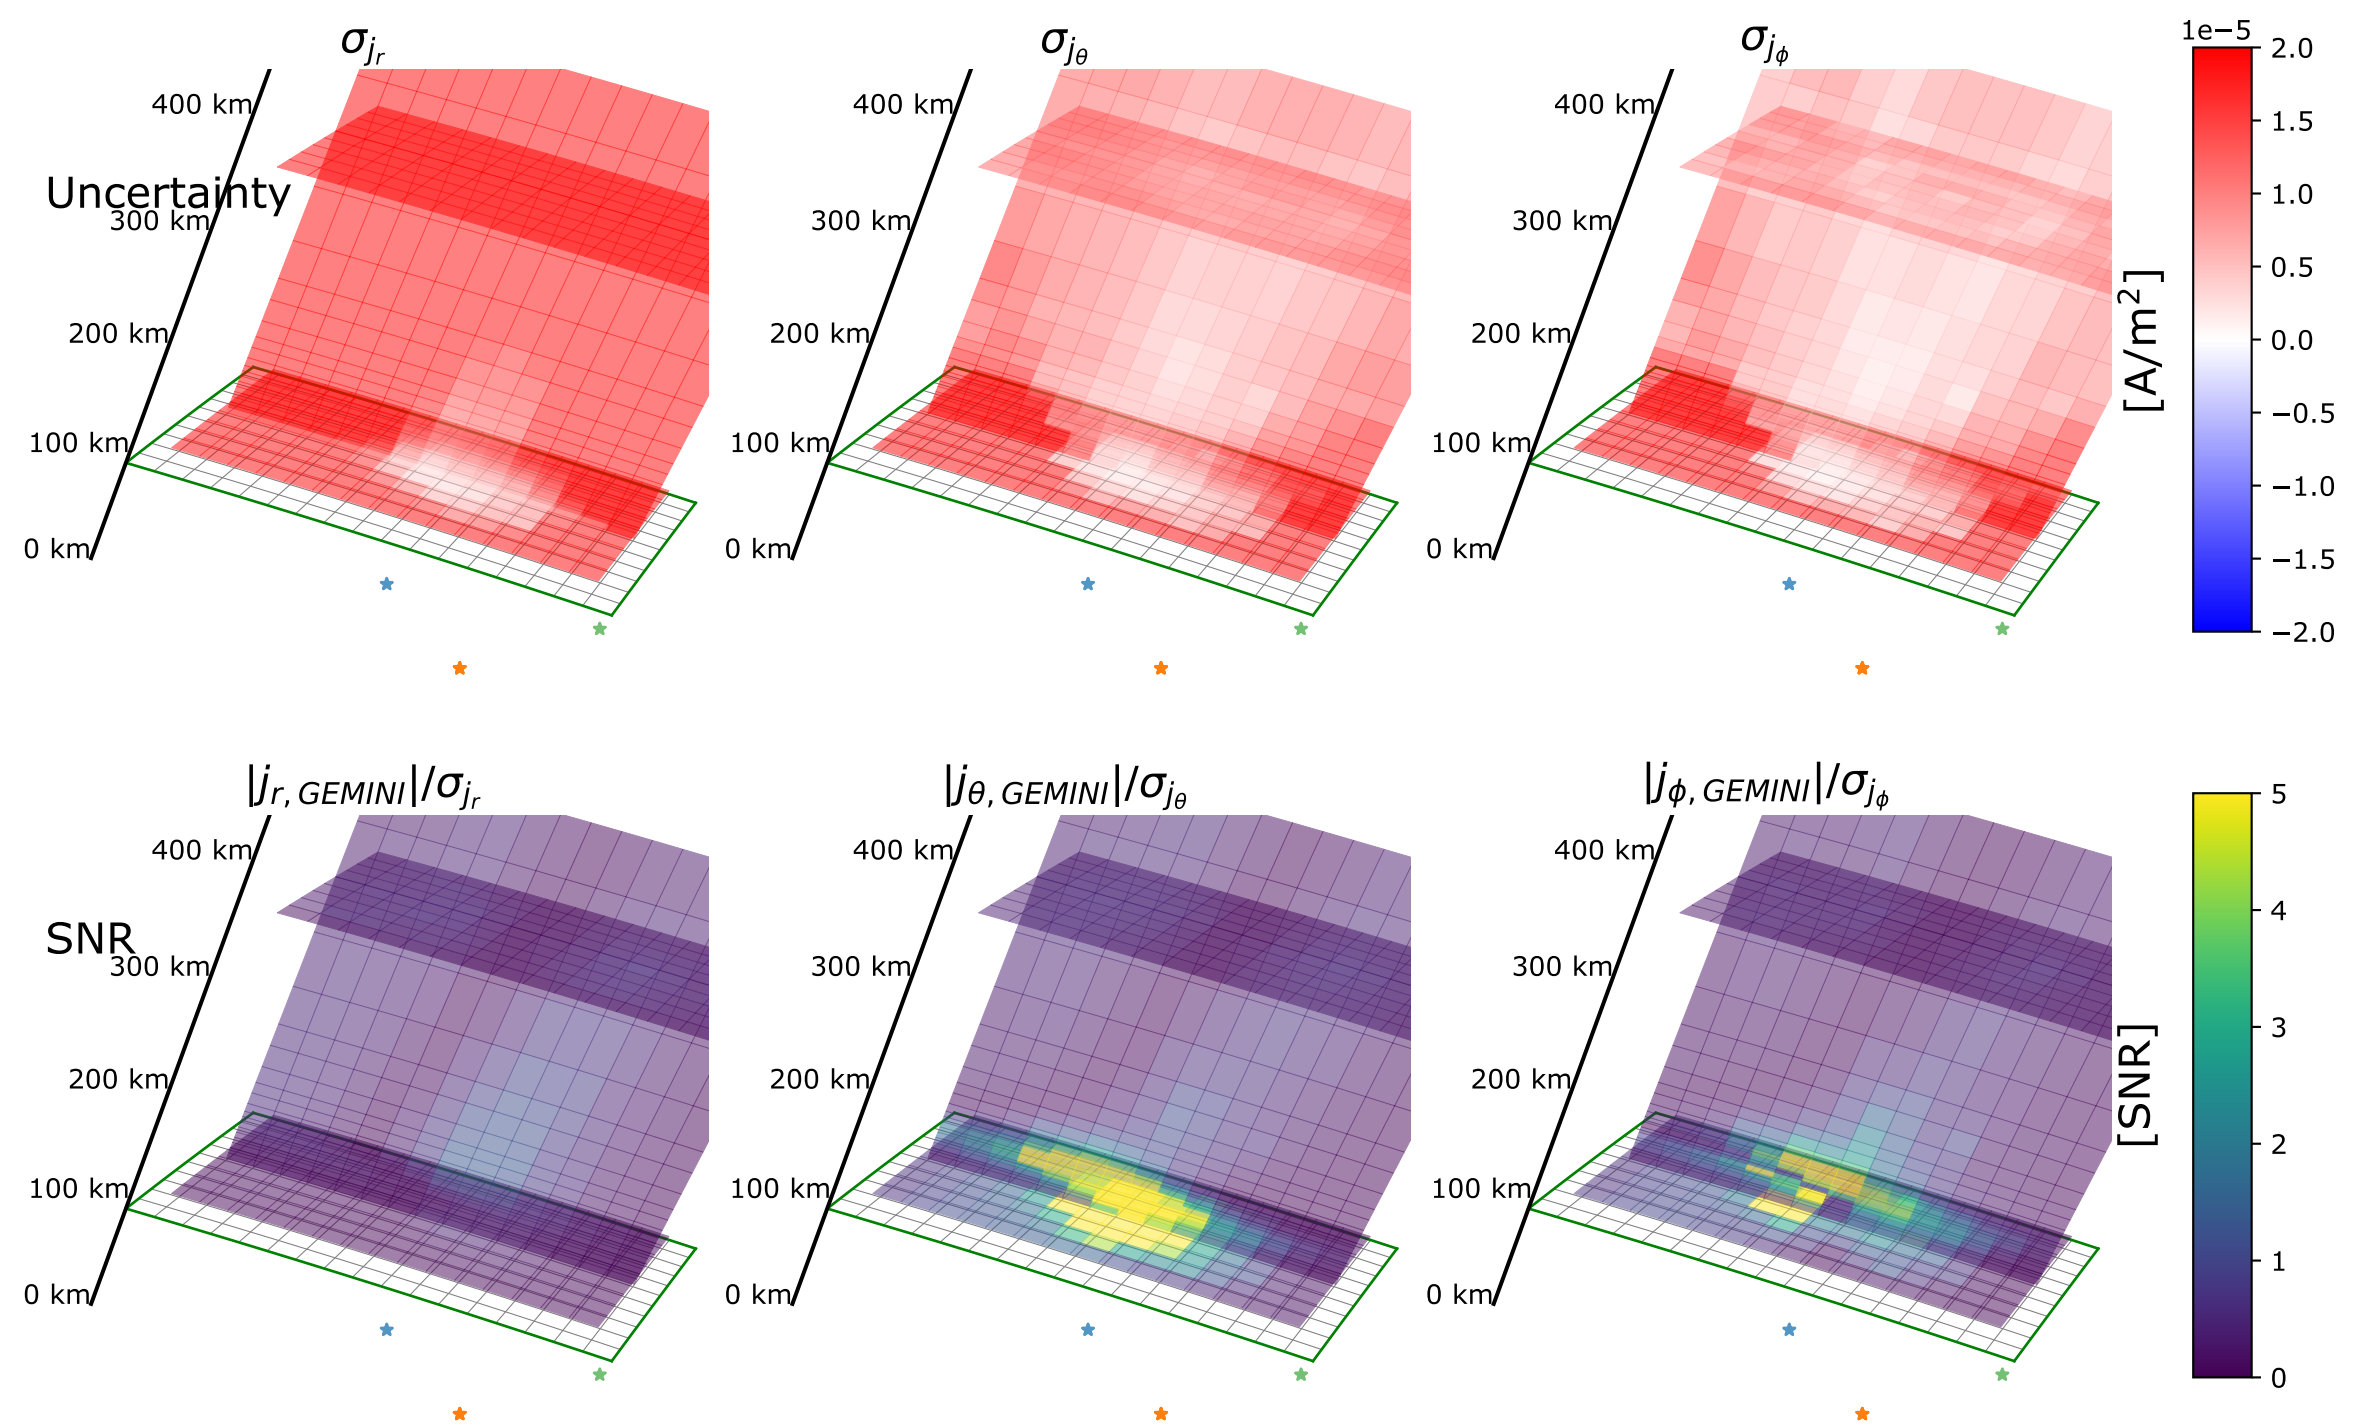 σ_{j_r}
σ_{j_θ}
σ_{j_ϕ}
1e−5
Uncertainty
400 km
300 km
200 km
100 km
0 km
400 km
300 km
200 km
100 km
0 km
400 km
300 km
200 km
100 km
0 km
2.0
1.5
1.0
0.5
0.0
−0.5
−1.0
−1.5
−2.0
[A/m²]
|j_{r, GEMINI}|/σ_{j_r}
|j_{θ, GEMINI}|/σ_{j_θ}
|j_{ϕ, GEMINI}|/σ_{j_ϕ}
SNR
400 km
300 km
200 km
100 km
0 km
400 km
300 km
200 km
100 km
0 km
400 km
300 km
200 km
100 km
0 km
5
4
3
2
1
0
[SNR]